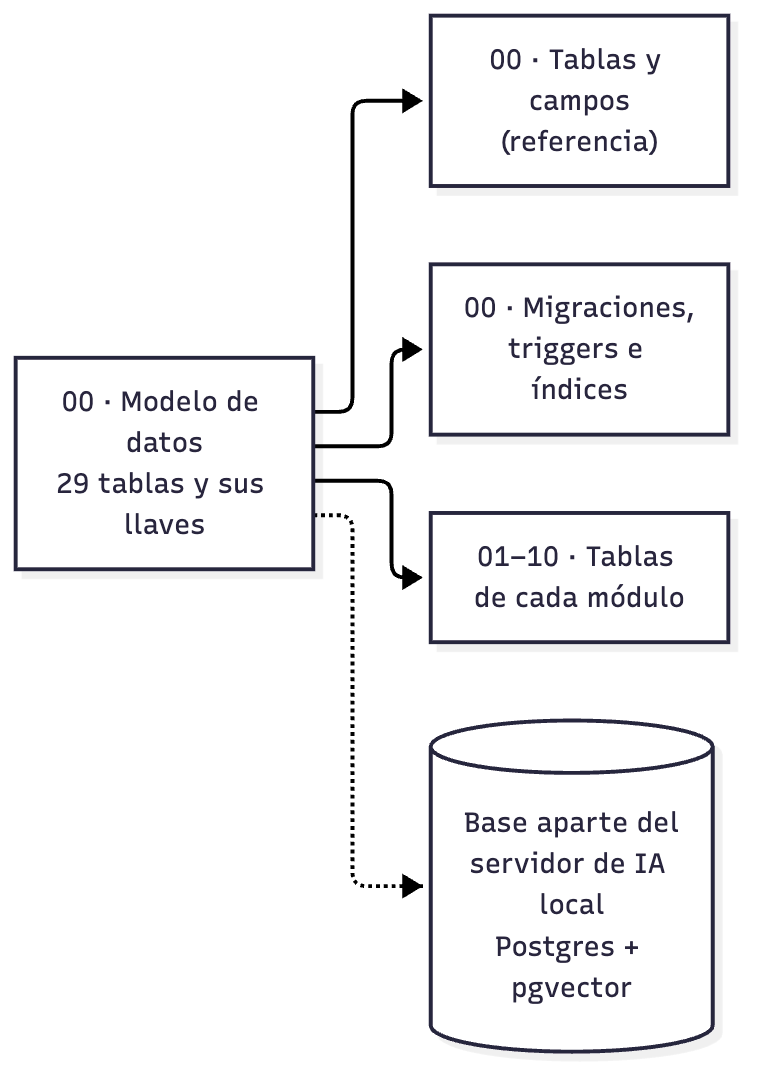 00 · Tablas y
campos
(referencia)
00 · Migraciones,
triggers e
índices
00 · Modelo de
datos
29 tablas y sus
llaves
01–10 · Tablas
de cada módulo
Base aparte del
servidor de IA
local
Postgres +
pgvector